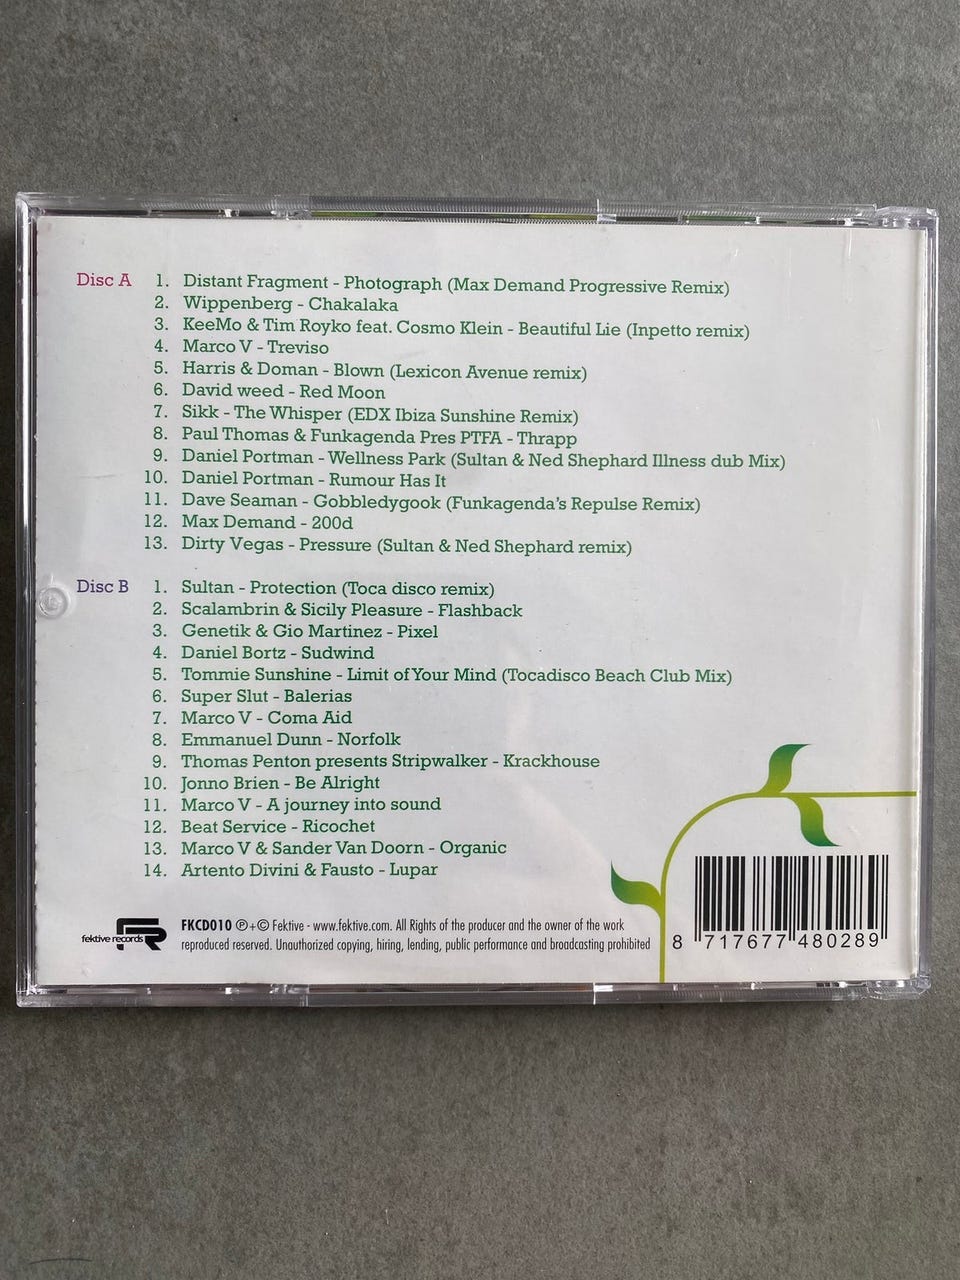 Disc A 1. Distant Fragment - Photograph (Max Demand Progressive Remix)
2. Wippenberg - Chakalaka
3. KeeMo & Tim Royko feat. Cosmo Klein - Beautiful Lie (Inpetto remix)
4. Marco V - Treviso
5. Harris & Doman - Blown (Lexicon Avenue remix)
6. David weed - Red Moon
7. Sikk - The Whisper (EDX Ibiza Sunshine Remix)
8. Paul Thomas & Funkagenda Pres PTFA - Thrapp
9. Daniel Portman - Wellness Park (Sultan & Ned Shephard Illness dub Mix)
10. Daniel Portman - Rumour Has It
11. Dave Seaman - Gobbledygook (Funkagenda's Repulse Remix)
12. Max Demand - 200d
13. Dirty Vegas - Pressure (Sultan & Ned Shephard remix)
Disc B 1. Sultan - Protection (Toca disco remix)
2. Scalambrin & Sicily Pleasure - Flashback
3. Genetik & Gio Martinez - Pixel
4. Daniel Bortz - Sudwind
5. Tommie Sunshine - Limit of Your Mind (Tocadisco Beach Club Mix)
6. Super Slut - Balerias
7. Marco V - Coma Aid
8. Emmanuel Dunn - Norfolk
9. Thomas Penton presents Stripwalker - Krackhouse
10. Jonno Brien - Be Alright
11. Marco V - A journey into sound
12. Beat Service - Ricochet
13. Marco V & Sander Van Doorn - Organic
14. Artento Divini & Fausto - Lupar
fektive records
FKCD010 ℗+© Fektive - www.fektive.com. All Rights of the producer and the owner of the work
reproduced reserved. Unauthorized copying, hiring, lending, public performance and broadcasting prohibited
8 717677 480289